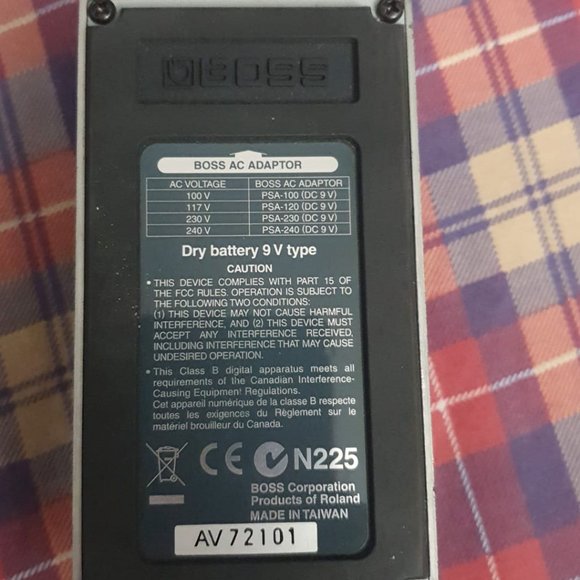 BOSS
BOSS AC ADAPTOR
AC VOLTAGE BOSS AC ADAPTOR
100 V PSA-100 (DC 9 V)
117 V PSA-120 (DC 9 V)
230 V PSA-230 (DC 9 V)
240 V PSA-240 (DC 9 V)
Dry battery 9 V type
CAUTION
• THIS DEVICE COMPLIES WITH PART 15 OF
THE FCC RULES. OPERATION IS SUBJECT TO
THE FOLLOWING TWO CONDITIONS:
(1) THIS DEVICE MAY NOT CAUSE HARMFUL
INTERFERENCE, AND (2) THIS DEVICE MUST
ACCEPT ANY INTERFERENCE RECEIVED,
INCLUDING INTERFERENCE THAT MAY CAUSE
UNDESIRED OPERATION.
• This Class B digital apparatus meets all
requirements of the Canadian Interference-
Causing Equipment Regulations.
Cet appareil numérique de la classe B respecte
toutes les exigences du Règlement sur le
matériel brouilleur du Canada.
CE N225
BOSS Corporation
Products of Roland
MADE IN TAIWAN
AV 72101